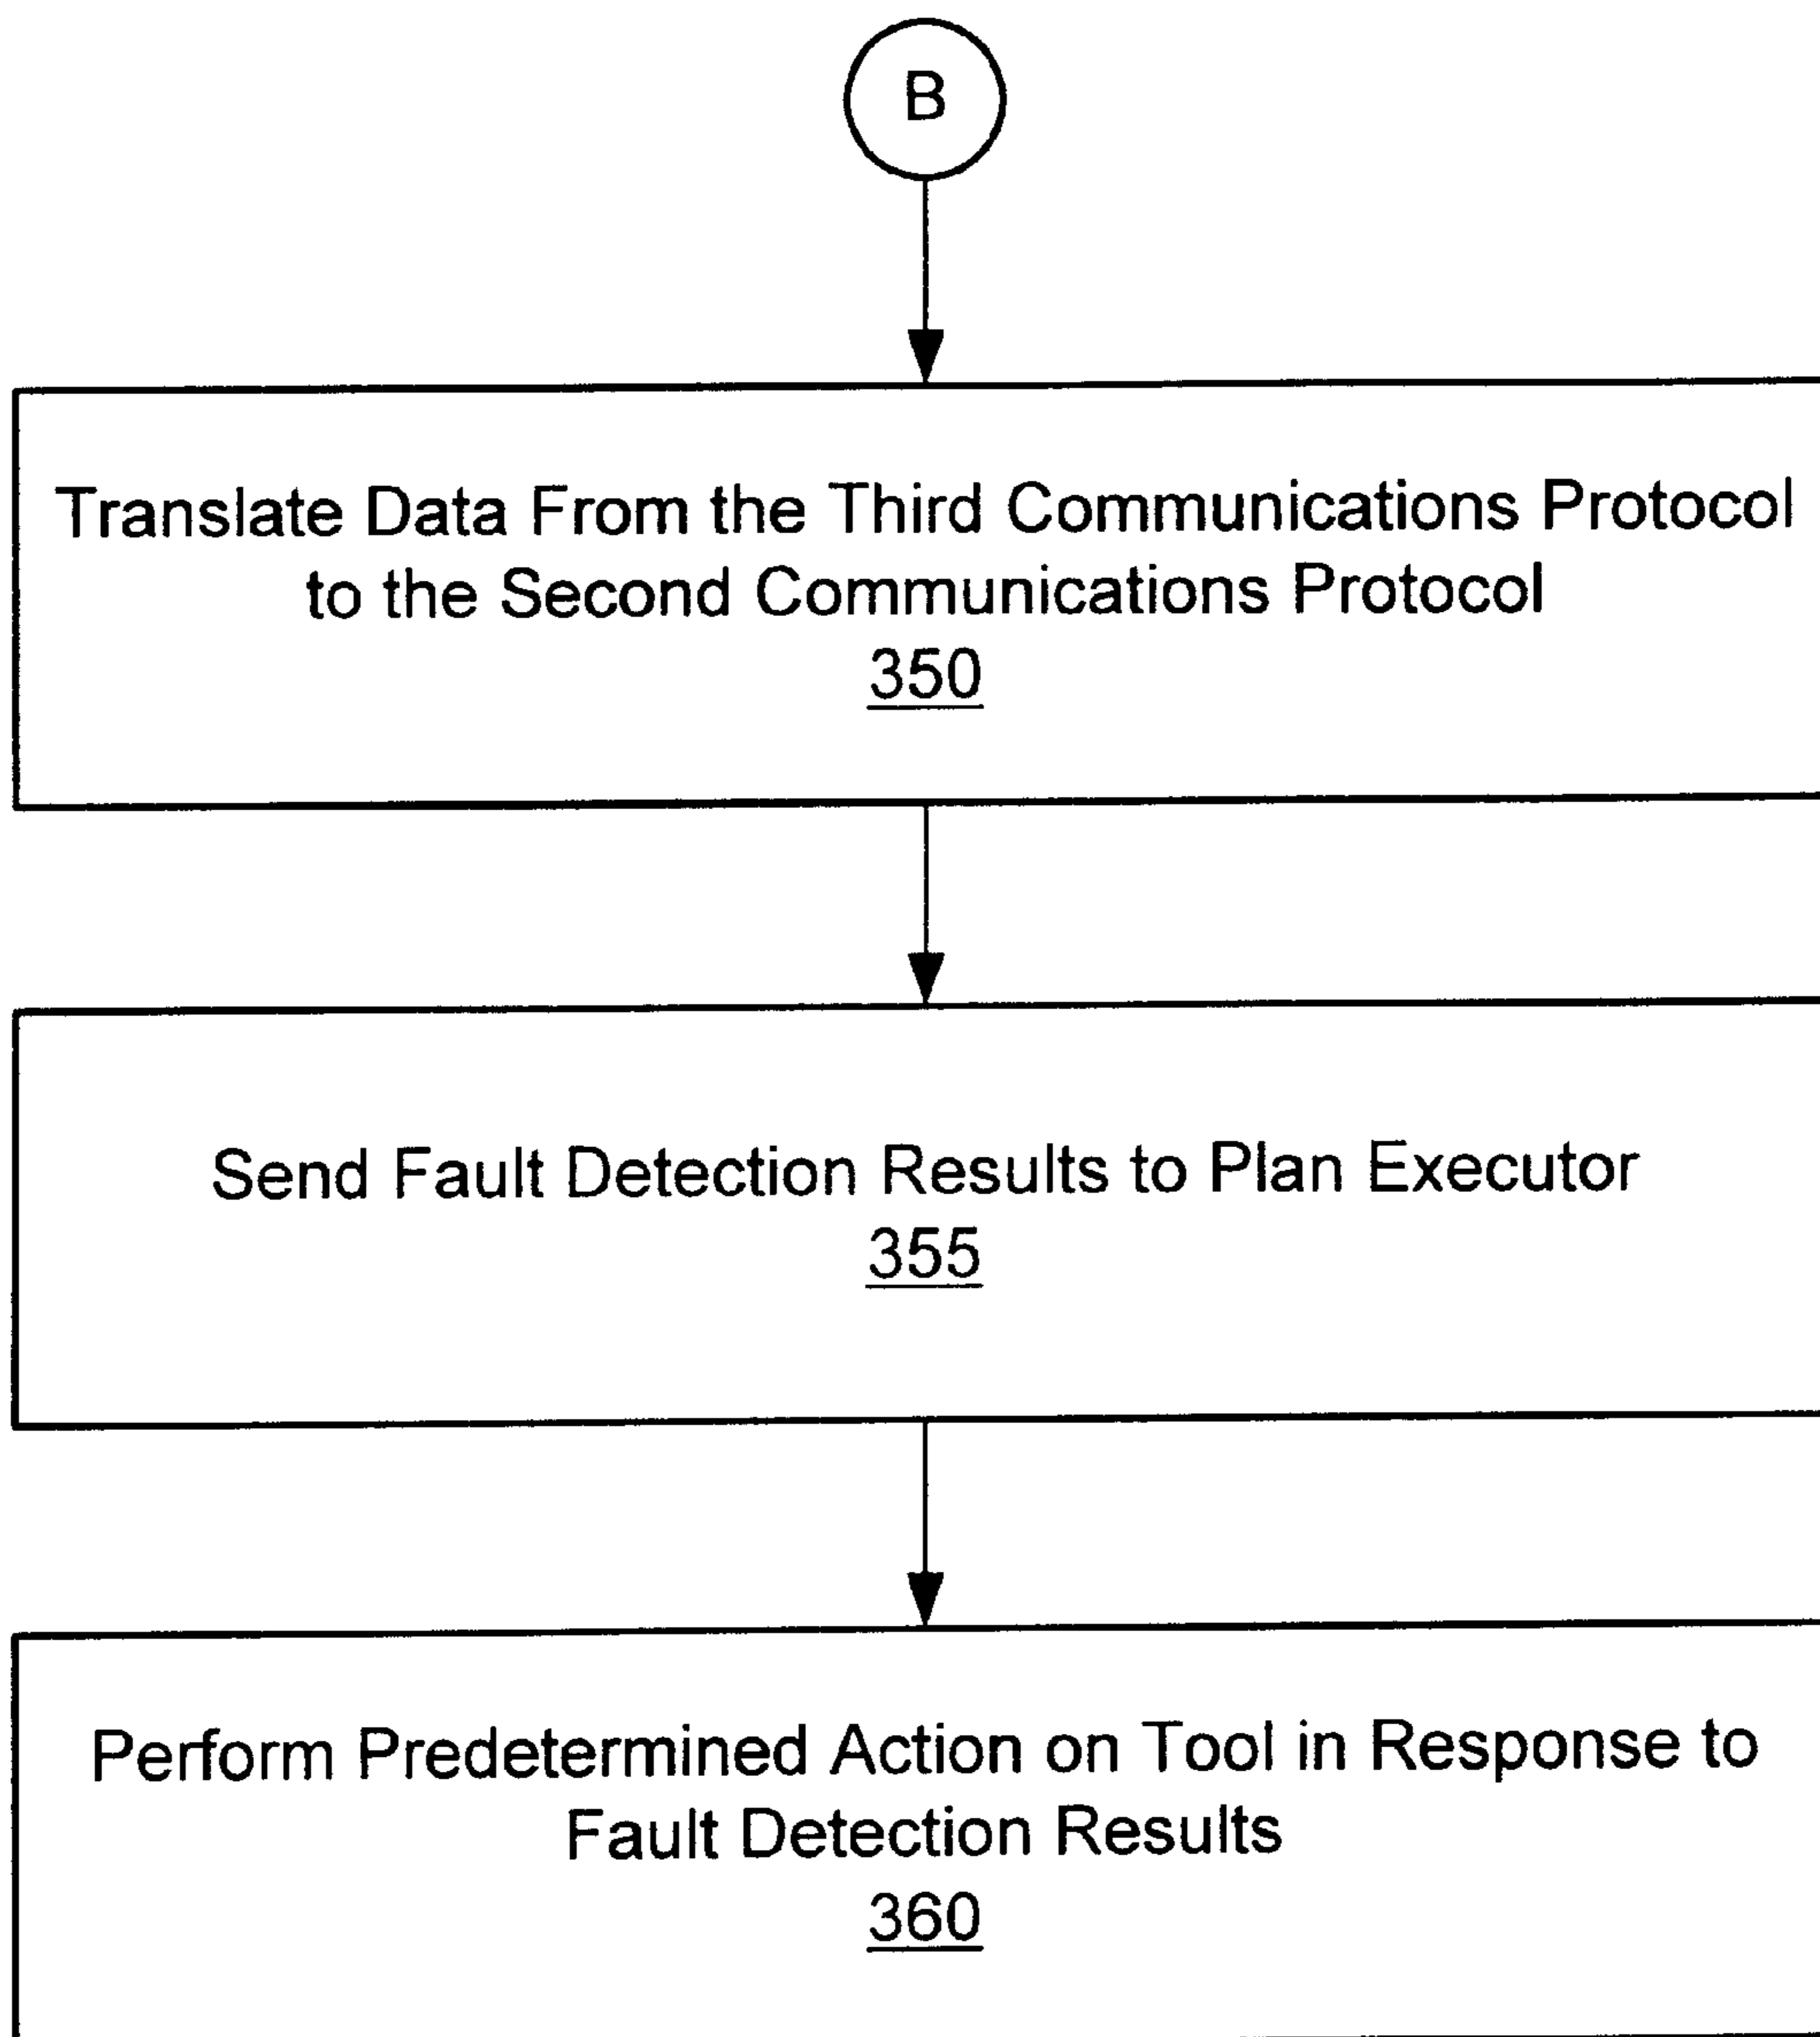 B
Translate Data From the Third Communications Protocol
to the Second Communications Protocol
350
Send Fault Detection Results to Plan Executor
355
Perform Predetermined Action on Tool in Response to
Fault Detection Results
360